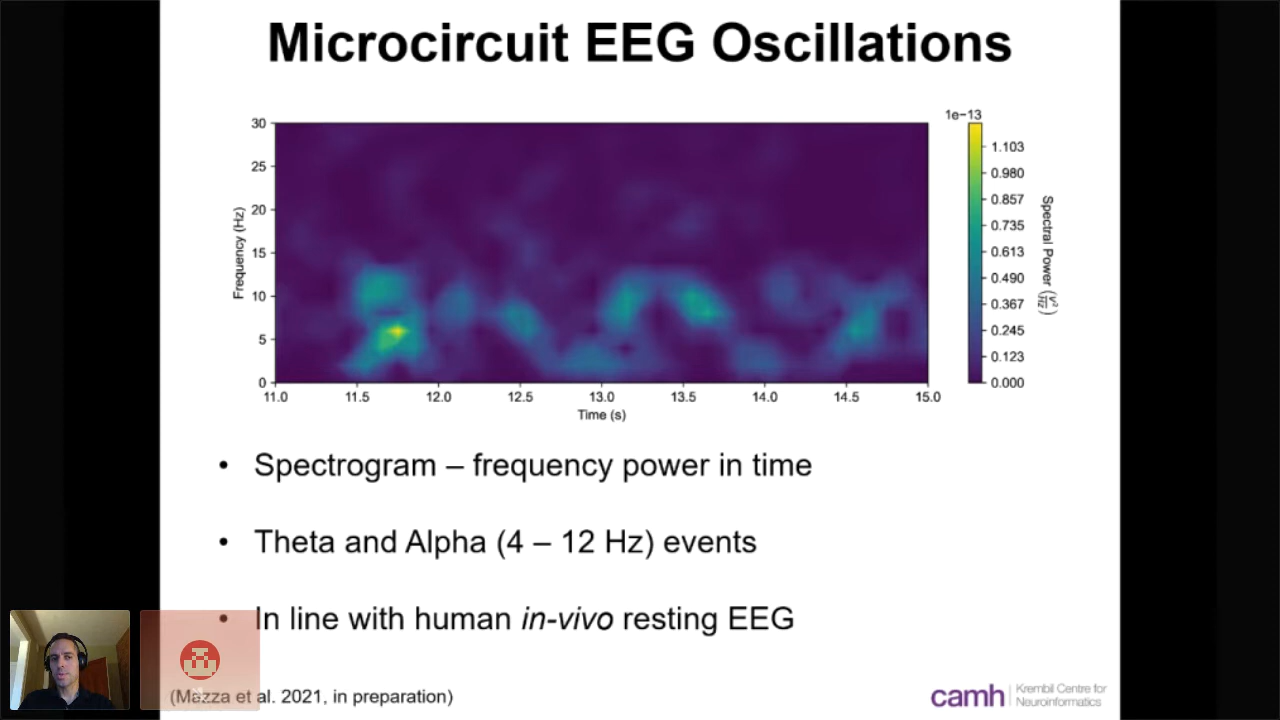 Microcircuit EEG Oscillations
1e−13
30
25
20
15
10
5
0
Frequency (Hz)
11.0 11.5 12.0 12.5 13.0 13.5 14.0 14.5 15.0
Time (s)
1.103
0.980
0.857
0.735
0.613
0.490
0.367
0.245
0.123
0.000
Spectral Power (V²/Hz)
• Spectrogram – frequency power in time
• Theta and Alpha (4 – 12 Hz) events
• In line with human in-vivo resting EEG
(Mazza et al. 2021, in preparation)
camh
Krembil Centre for
Neuroinformatics